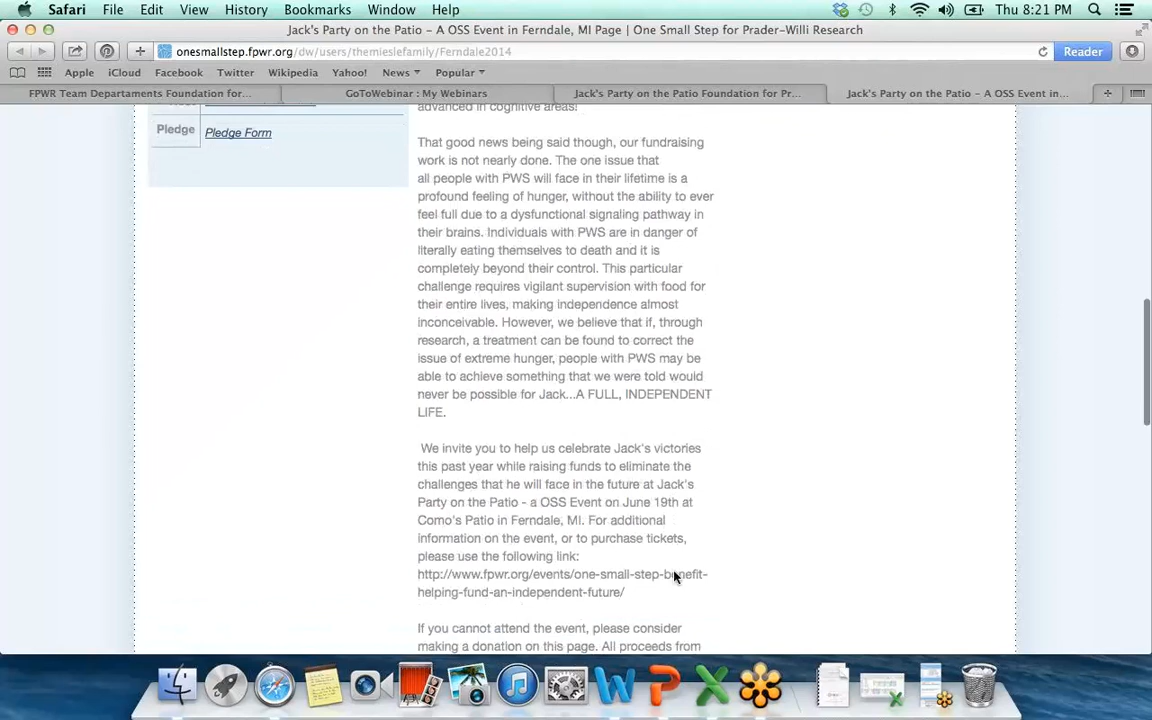 Safari File Edit View History Bookmarks Window Help Thu 8:21 PM
Jack's Party on the Patio – A OSS Event in Ferndale, MI Page | One Small Step for Prader-Willi Research
onesmallstep.fpwr.org/dw/users/themieslefamily/Ferndale2014 Reader
Apple iCloud Facebook Twitter Wikipedia Yahoo! News Popular
FPWR Team Departaments Foundation for... GoToWebinar : My Webinars Jack's Party on the Patio Foundation for Pr... Jack's Party on the Patio – A OSS Event in...
Pledge Pledge Form
advanced in cognitive areas!
That good news being said though, our fundraising
work is not nearly done. The one issue that
all people with PWS will face in their lifetime is a
profound feeling of hunger, without the ability to ever
feel full due to a dysfunctional signaling pathway in
their brains. Individuals with PWS are in danger of
literally eating themselves to death and it is
completely beyond their control. This particular
challenge requires vigilant supervision with food for
their entire lives, making independence almost
inconceivable. However, we believe that if, through
research, a treatment can be found to correct the
issue of extreme hunger, people with PWS may be
able to achieve something that we were told would
never be possible for Jack...A FULL, INDEPENDENT
LIFE.
We invite you to help us celebrate Jack's victories
this past year while raising funds to eliminate the
challenges that he will face in the future at Jack's
Party on the Patio - a OSS Event on June 19th at
Como's Patio in Ferndale, MI. For additional
information on the event, or to purchase tickets,
please use the following link:
http://www.fpwr.org/events/one-small-step-benefit-
helping-fund-an-independent-future/
If you cannot attend the event, please consider
making a donation on this page. All proceeds from